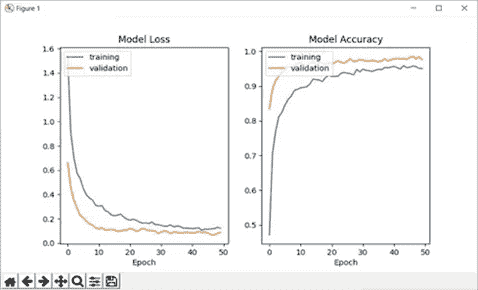 Figure 1
Model Loss
training
validation
1.6
1.4
1.2
1.0
0.8
0.6
0.4
0.2
0.0
0 10 20 30 40 50
Epoch
Model Accuracy
training
validation
1.0
0.9
0.8
0.7
0.6
0.5
0 10 20 30 40 50
Epoch